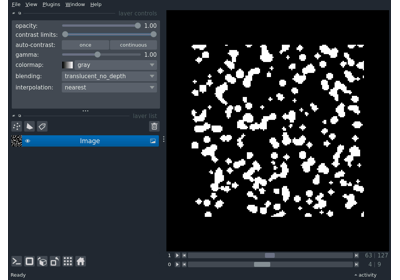 File View Plugins Window Help
layer controls
opacity: 1.00
contrast limits:
auto-contrast: once continuous
gamma: 1.00
colormap: gray
blending: translucent_no_depth
interpolation: nearest
layer list
Image
1 63 127
0 4 9
Ready activity